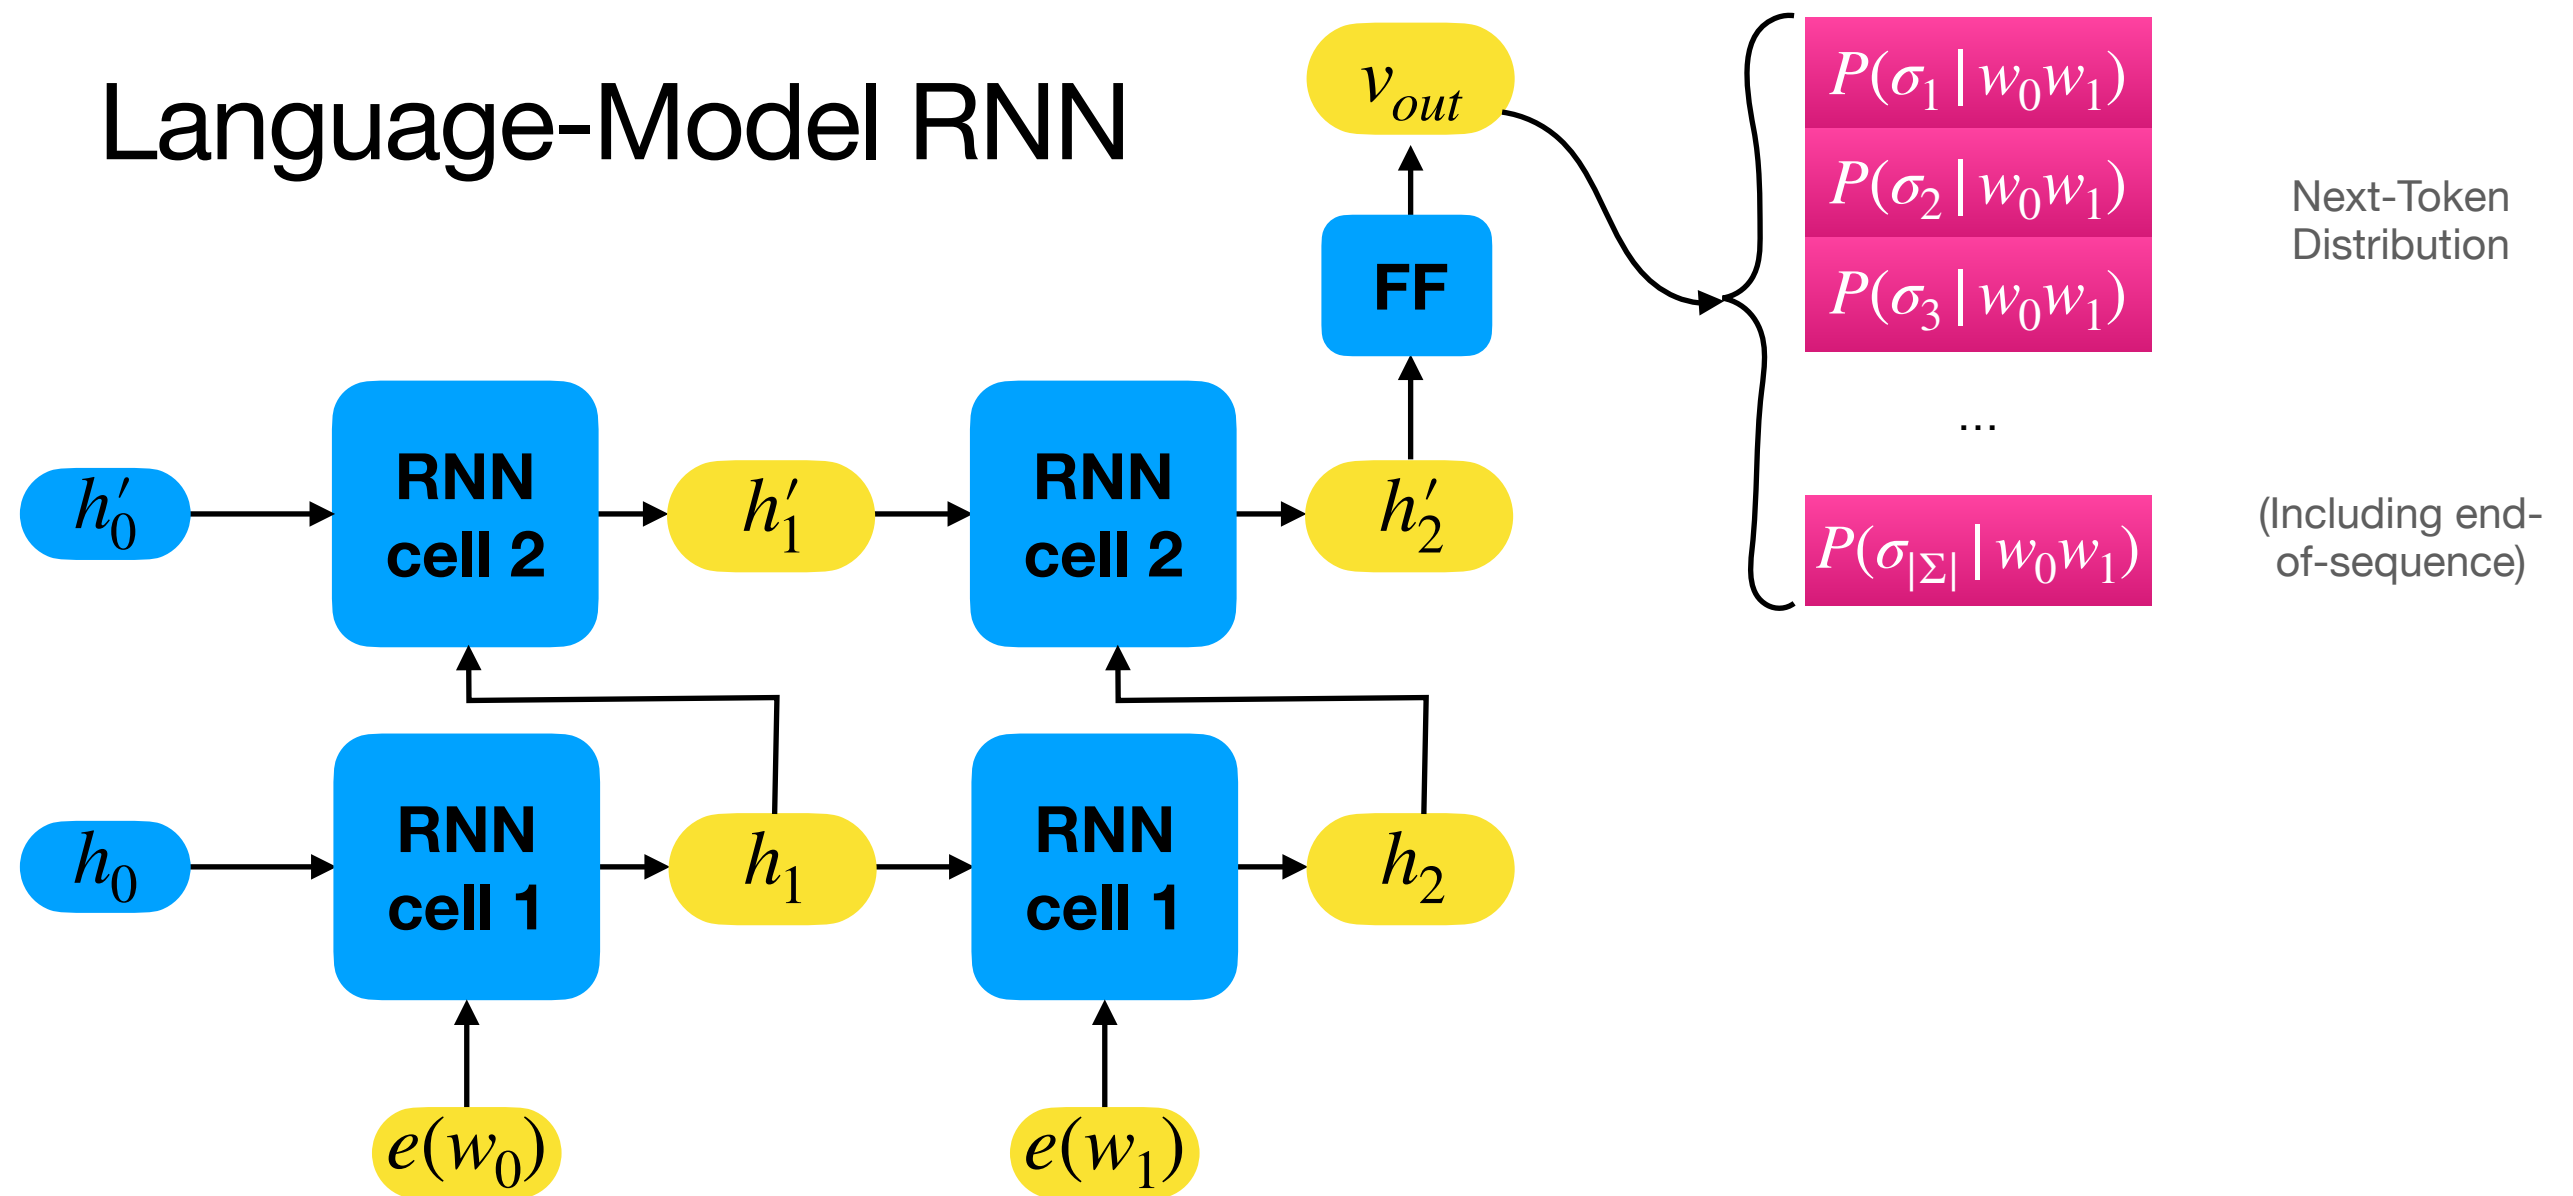 Language-Model RNN
v_out
P(σ_1 | w_0w_1)
P(σ_2 | w_0w_1)
P(σ_3 | w_0w_1)
...
P(σ_|Σ| | w_0w_1)
Next-Token
Distribution
(Including end-
of-sequence)
FF
h′_0
RNN
cell 2
h′_1
RNN
cell 2
h′_2
h_0
RNN
cell 1
h_1
RNN
cell 1
h_2
e(w_0)
e(w_1)